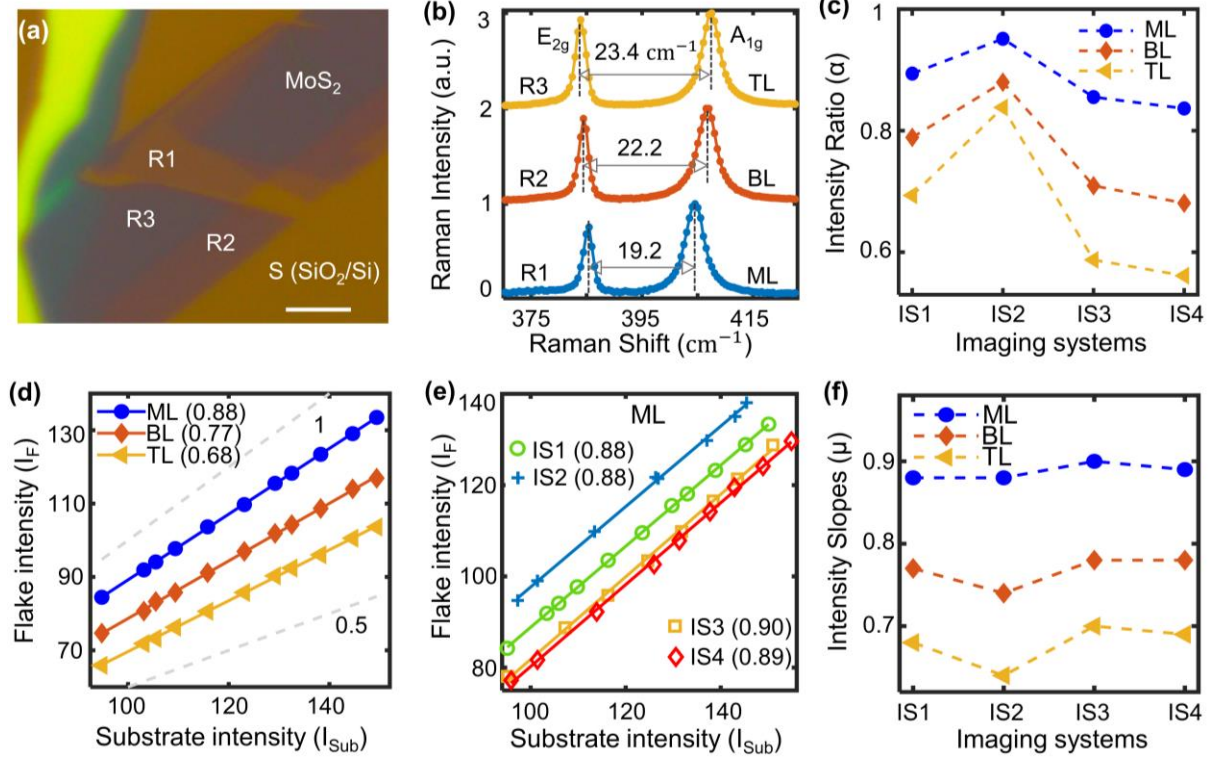 (a)
MoS₂
R1
R3
R2
S (SiO₂/Si)
(b)
3
2
1
0
Raman Intensity (a.u.)
E₂g
23.4 cm⁻¹
A₁g
R3
TL
22.2
R2
BL
19.2
R1
ML
375
395
415
Raman Shift (cm⁻¹)
(c)
1
0.8
0.6
Intensity Ratio (α)
ML
BL
TL
IS1 IS2 IS3 IS4
Imaging systems
(d)
130
110
90
70
Flake intensity (I_F)
ML (0.88)
BL (0.77)
TL (0.68)
1
0.5
100 120 140
Substrate intensity (I_Sub)
(e)
140
120
100
80
Flake intensity (I_F)
ML
IS1 (0.88)
IS2 (0.88)
IS3 (0.90)
IS4 (0.89)
100 120 140
Substrate intensity (I_Sub)
(f)
0.9
0.8
0.7
Intensity Slopes (μ)
ML
BL
TL
IS1 IS2 IS3 IS4
Imaging systems